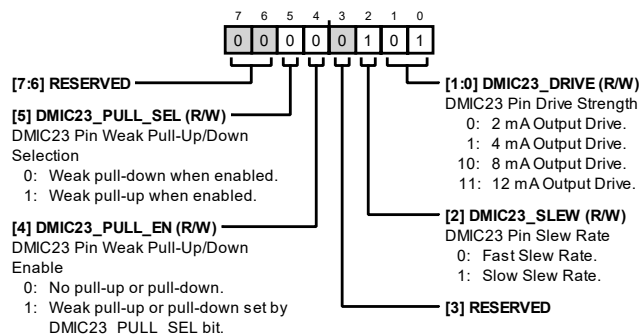 7 6 5 4 3 2 1 0
0 0 0 0 0 1 0 1
[7:6] RESERVED
[5] DMIC23_PULL_SEL (R/W)
DMIC23 Pin Weak Pull-Up/Down
Selection
0: Weak pull-down when enabled.
1: Weak pull-up when enabled.
[4] DMIC23_PULL_EN (R/W)
DMIC23 Pin Weak Pull-Up/Down
Enable
0: No pull-up or pull-down.
1: Weak pull-up or pull-down set by
DMIC23_PULL_SEL bit.
[1:0] DMIC23_DRIVE (R/W)
DMIC23 Pin Drive Strength
0: 2 mA Output Drive.
1: 4 mA Output Drive.
10: 8 mA Output Drive.
11: 12 mA Output Drive.
[2] DMIC23_SLEW (R/W)
DMIC23 Pin Slew Rate
0: Fast Slew Rate.
1: Slow Slew Rate.
[3] RESERVED